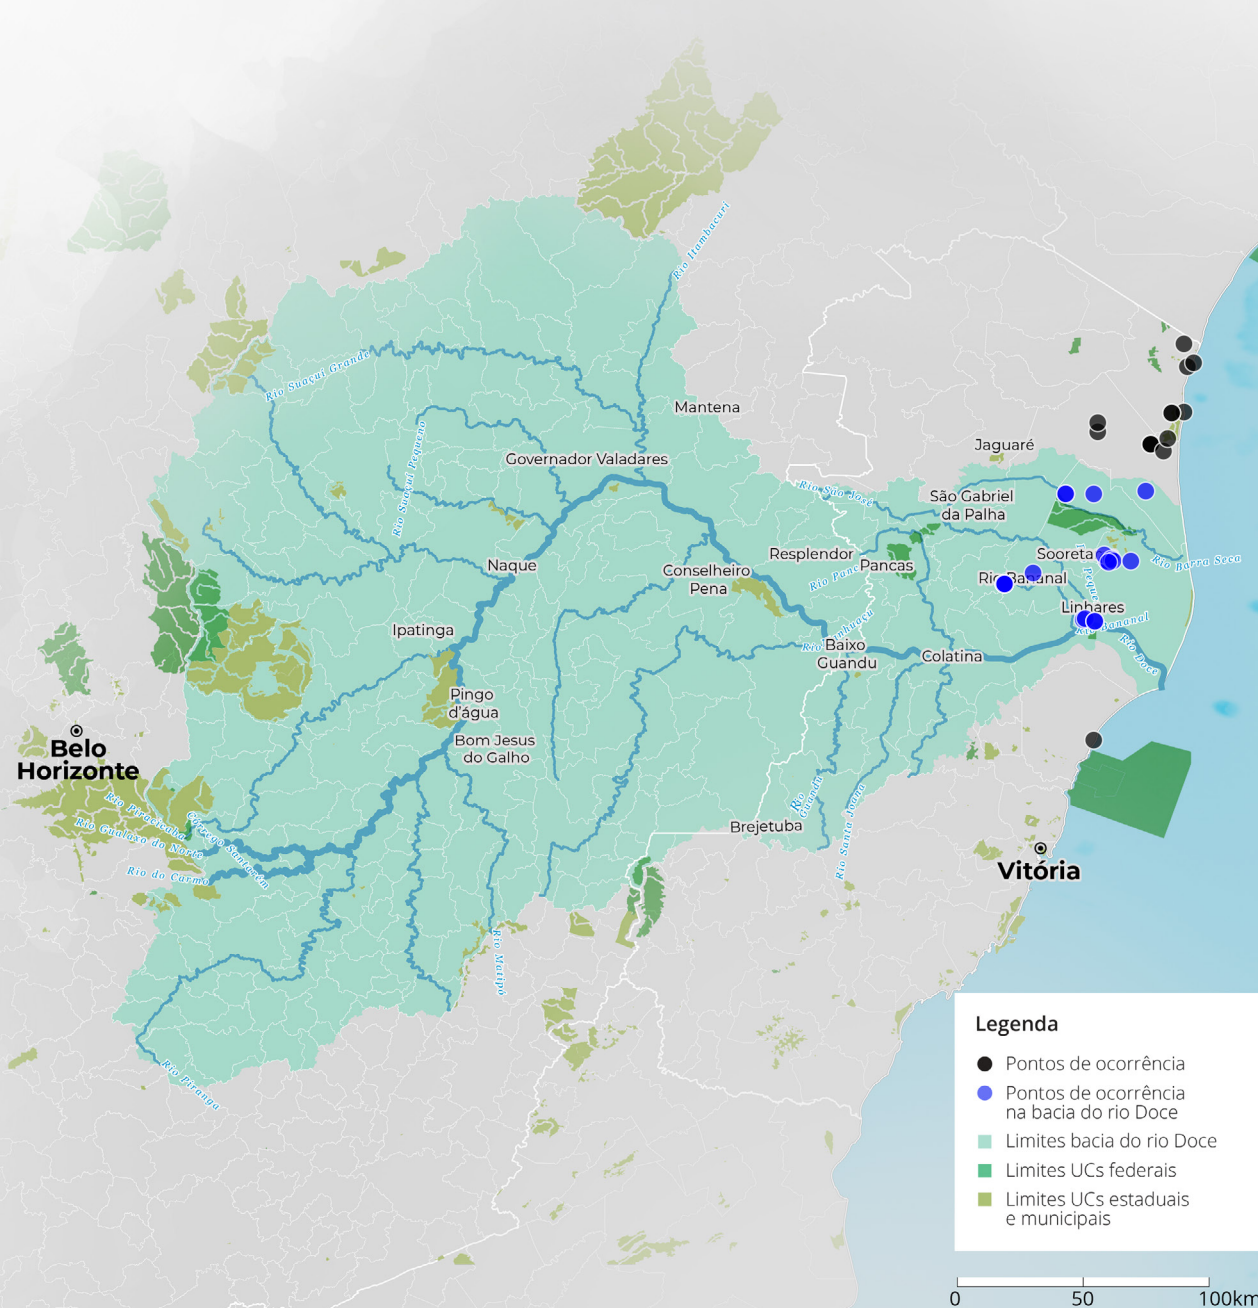 Rio Itambacuri
Rio Suaçuí Grande
Mantena
Rio Suaçuí Pequeno
Jaguaré
Governador Valadares
Rio São José
São Gabriel
da Palha
Resplendor
Sooretama
Rio Barra Seca
Naque
Pancas
Conselheiro
Pena
Rio Pancas
Rio Bananal
Linhares
Rio Bananal
Ipatinga
Baixo
Guandu
Colatina
Rio Doce
Pingo
d'água
Belo
Horizonte
Bom Jesus
do Galho
Rio Piracicaba
Rio Gualaxo do Norte
Córrego Santarém
Rio do Carmo
Rio
Guandu
Rio Santa Joana
Brejetuba
Vitória
Rio Matipó
Rio Piranga
Legenda
Pontos de ocorrência
Pontos de ocorrência
na bacia do rio Doce
Limites bacia do rio Doce
Limites UCs federais
Limites UCs estaduais
e municipais
0
50
100km